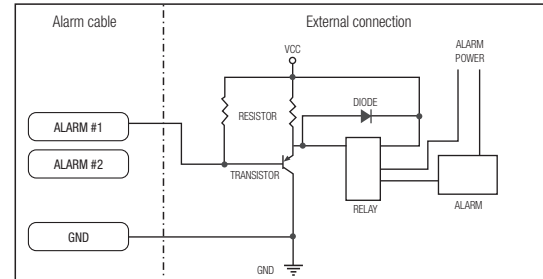 Alarm cable
External connection
VCC
ALARM
POWER
DIODE
RESISTOR
ALARM #1
ALARM #2
TRANSISTOR
RELAY
ALARM
GND
GND